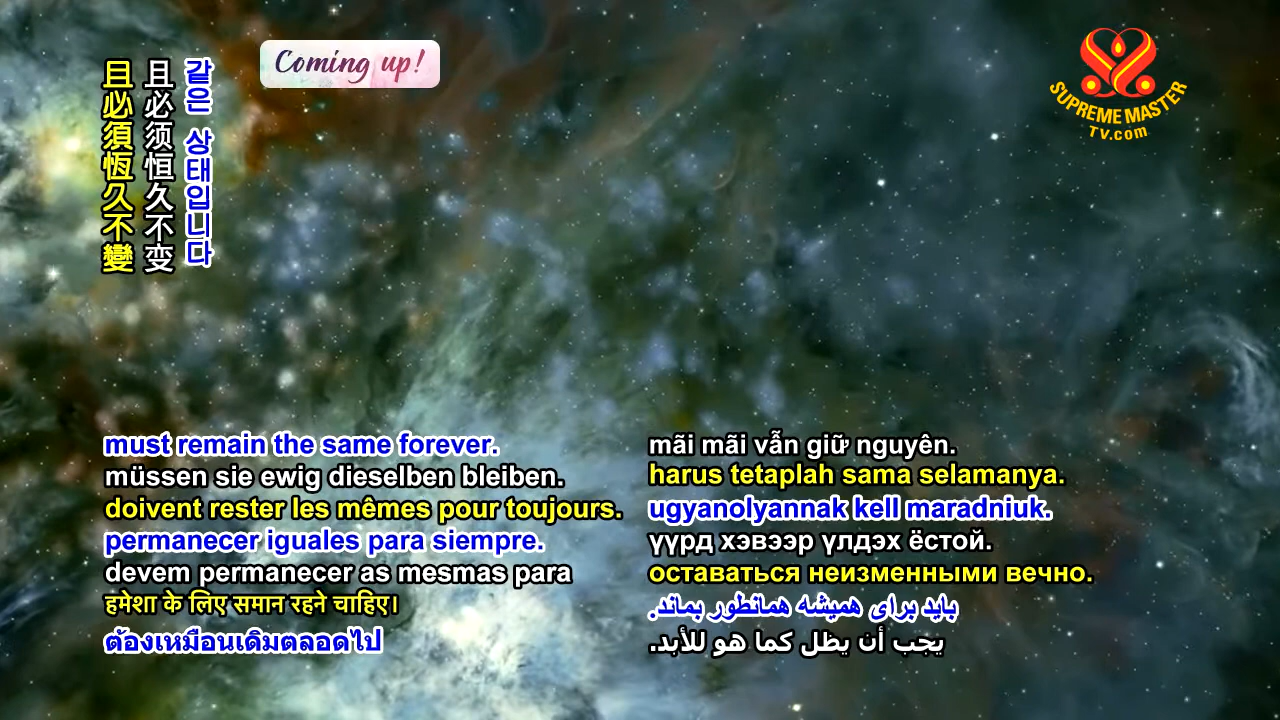 Coming up!
SUPREME MASTER
TV.com
같은 상태입니다
且必须恒久不变
且必須恆久不變
must remain the same forever.
müssen sie ewig dieselben bleiben.
doivent rester les mêmes pour toujours.
permanecer iguales para siempre.
devem permanecer as mesmas para
हमेशा के लिए समान रहने चाहिए।
ต้องเหมือนเดิมตลอดไป
mãi mãi vẫn giữ nguyên.
harus tetaplah sama selamanya.
ugyanolyannak kell maradniuk.
үүрд хэвээр үлдэх ёстой.
оставаться неизменными вечно.
باید برای همیشه همانطور بماند.
يجب أن يظل كما هو للأبد.